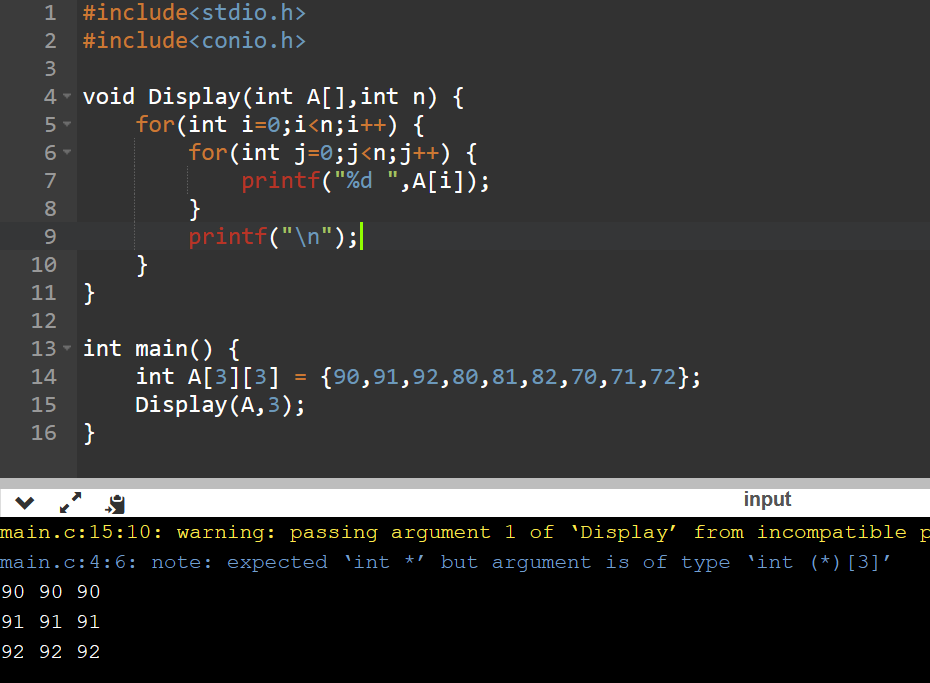 1 #include<stdio.h>
2 #include<conio.h>
3
4 void Display(int A[],int n) {
5     for(int i=0;i<n;i++) {
6         for(int j=0;j<n;j++) {
7             printf("%d ",A[i]);
8         }
9         printf("\n");
10     }
11 }
12
13 int main() {
14     int A[3][3] = {90,91,92,80,81,82,70,71,72};
15     Display(A,3);
16 }
input
main.c:15:10: warning: passing argument 1 of ‘Display’ from incompatible p
main.c:4:6: note: expected ‘int *’ but argument is of type ‘int (*)[3]’
90 90 90
91 91 91
92 92 92